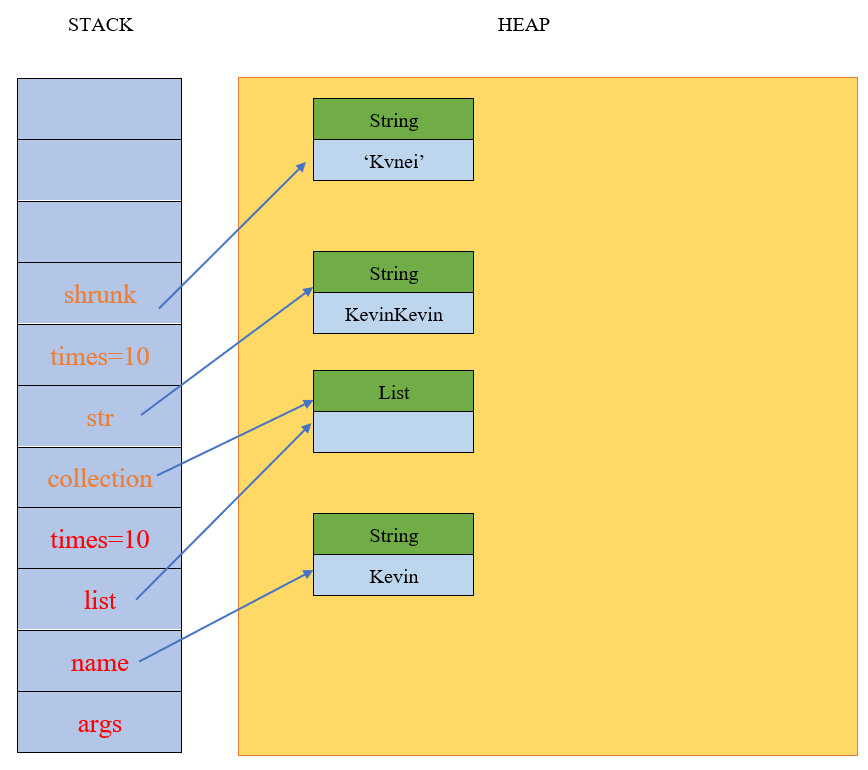 STACK
HEAP
shrunk
times=10
str
collection
times=10
list
name
args
String
‘Kvnei’
String
KevinKevin
List
String
Kevin